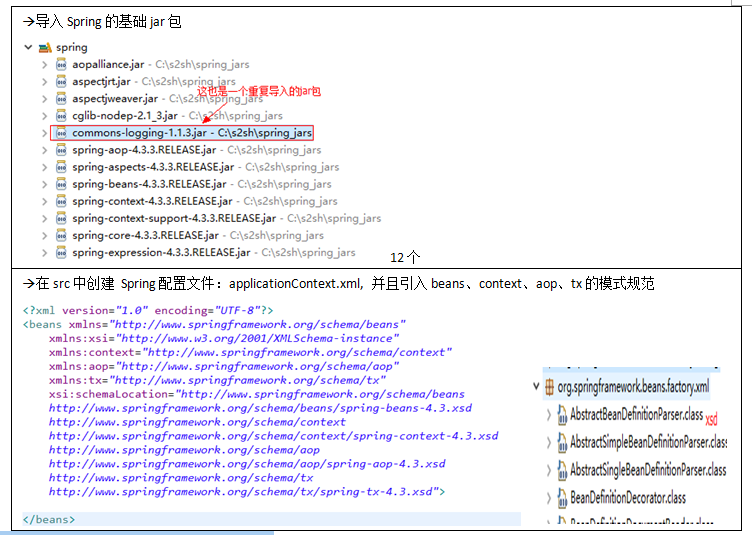 →导入 Spring 的基础 jar 包
spring
aopalliance.jar - C:\s2sh\spring_jars
aspectjrt.jar - C:\s2sh\spring_jars
这也是一个重复导入的jar包
aspectjweaver.jar - C:\s2sh\spring_jars
cglib-nodep-2.1_3.jar - C:\s2sh\spring_jars
commons-logging-1.1.3.jar - C:\s2sh\spring_jars
spring-aop-4.3.3.RELEASE.jar - C:\s2sh\spring_jars
spring-aspects-4.3.3.RELEASE.jar - C:\s2sh\spring_jars
spring-beans-4.3.3.RELEASE.jar - C:\s2sh\spring_jars
spring-context-4.3.3.RELEASE.jar - C:\s2sh\spring_jars
spring-context-support-4.3.3.RELEASE.jar - C:\s2sh\spring_jars
spring-core-4.3.3.RELEASE.jar - C:\s2sh\spring_jars
spring-expression-4.3.3.RELEASE.jar - C:\s2sh\spring_jars
12 个
→在 src 中创建 Spring 配置文件：applicationContext.xml, 并且引入 beans、context、aop、tx 的模式规范
<?xml version="1.0" encoding="UTF-8"?>
<beans xmlns="http://www.springframework.org/schema/beans"
xmlns:xsi="http://www.w3.org/2001/XMLSchema-instance"
xmlns:context="http://www.springframework.org/schema/context"
xmlns:aop="http://www.springframework.org/schema/aop"
xmlns:tx="http://www.springframework.org/schema/tx"
xsi:schemaLocation="http://www.springframework.org/schema/beans
http://www.springframework.org/schema/beans/spring-beans-4.3.xsd
http://www.springframework.org/schema/context
http://www.springframework.org/schema/context/spring-context-4.3.xsd
http://www.springframework.org/schema/aop
http://www.springframework.org/schema/aop/spring-aop-4.3.xsd
http://www.springframework.org/schema/tx
http://www.springframework.org/schema/tx/spring-tx-4.3.xsd">
</beans>
org.springframework.beans.factory.xml
AbstractBeanDefinitionParser.class
xsd
AbstractSimpleBeanDefinitionParser.class
AbstractSingleBeanDefinitionParser.class
BeanDefinitionDecorator.class